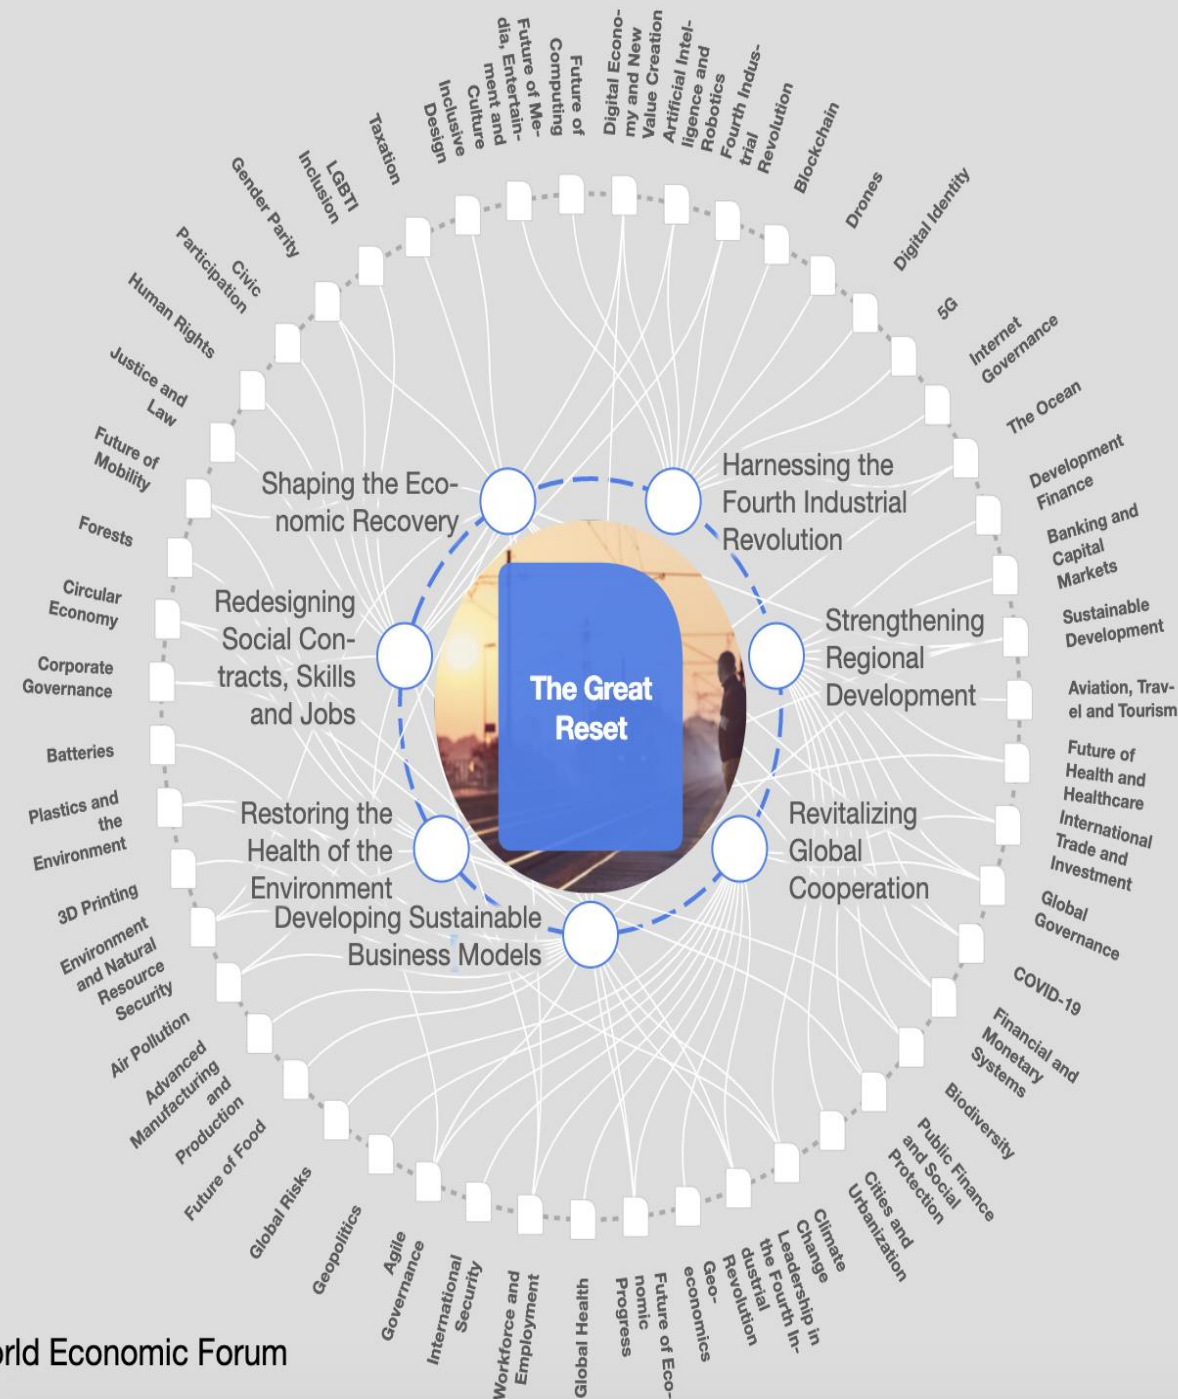 Digital Econo-
my and New
Value Creation
Artificial Intel-
ligence and
Robotics
Fourth Indus-
trial
Revolution
Blockchain
Drones
Digital Identity
5G
Internet
Governance
The Ocean
Development
Finance
Banking and
Capital
Markets
Sustainable
Development
Aviation, Trav-
el and Tourism
Future of
Health and
Healthcare
International
Trade and
Investment
Global
Governance
COVID-19
Financial and
Monetary
Systems
Biodiversity
Public Finance
and Social
Protection
Cities and
Urbanization
Climate
Change
Leadership in
the Fourth In-
dustrial
Revolution
Geo-
economics
Future of Eco-
nomic
Progress
Global Health
Workforce and
Employment
International
Security
Agile
Governance
Geopolitics
Global Risks
Future of Food
Advanced
Manufacturing
and
Production
Air Pollution
Environment
and Natural
Resource
Security
3D Printing
Plastics and
the
Environment
Batteries
Corporate
Governance
Circular
Economy
Forests
Future of
Mobility
Justice and
Law
Human Rights
Civic
Participation
Gender Parity
LGBTI
Inclusion
Taxation
Inclusive
Design
Future of Me-
dia, Entertain-
ment and
Culture
Future of
Computing
Shaping the Eco-
nomic Recovery
Harnessing the
Fourth Industrial
Revolution
Redesigning
Social Con-
tracts, Skills
and Jobs
Strengthening
Regional
Development
The Great
Reset
Restoring the
Health of the
Environment
Revitalizing
Global
Cooperation
Developing Sustainable
Business Models
orld Economic Forum